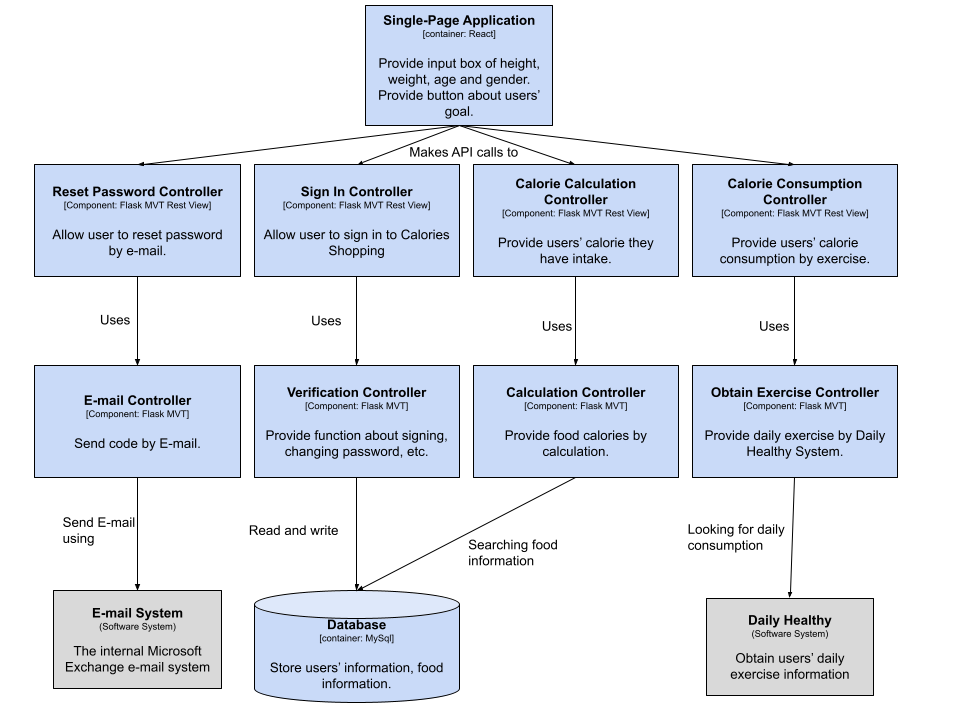 Single-Page Application
[container: React]
Provide input box of height,
weight, age and gender.
Provide button about users'
goal.
Makes API calls to
Reset Password Controller
[Component: Flask MVT Rest View]
Allow user to reset password
by e-mail.
Sign In Controller
[Component: Flask MVT Rest View]
Allow user to sign in to Calories
Shopping
Calorie Calculation
Controller
[Component: Flask MVT Rest View]
Provide users' calorie they
have intake.
Calorie Consumption
Controller
[Component: Flask MVT Rest View]
Provide users' calorie
consumption by exercise.
Uses
Uses
Uses
Uses
E-mail Controller
[Component: Flask MVT]
Send code by E-mail.
Verification Controller
[Component: Flask MVT]
Provide function about signing,
changing password, etc.
Calculation Controller
[Component: Flask MVT]
Provide food calories by
calculation.
Obtain Exercise Controller
[Component: Flask MVT]
Provide daily exercise by Daily
Healthy System.
Send E-mail
using
Read and write
Searching food
information
Looking for daily
consumption
E-mail System
(Software System)
The internal Microsoft
Exchange e-mail system
Database
[container: MySql]
Store users' information, food
information.
Daily Healthy
(Software System)
Obtain users' daily
exercise information